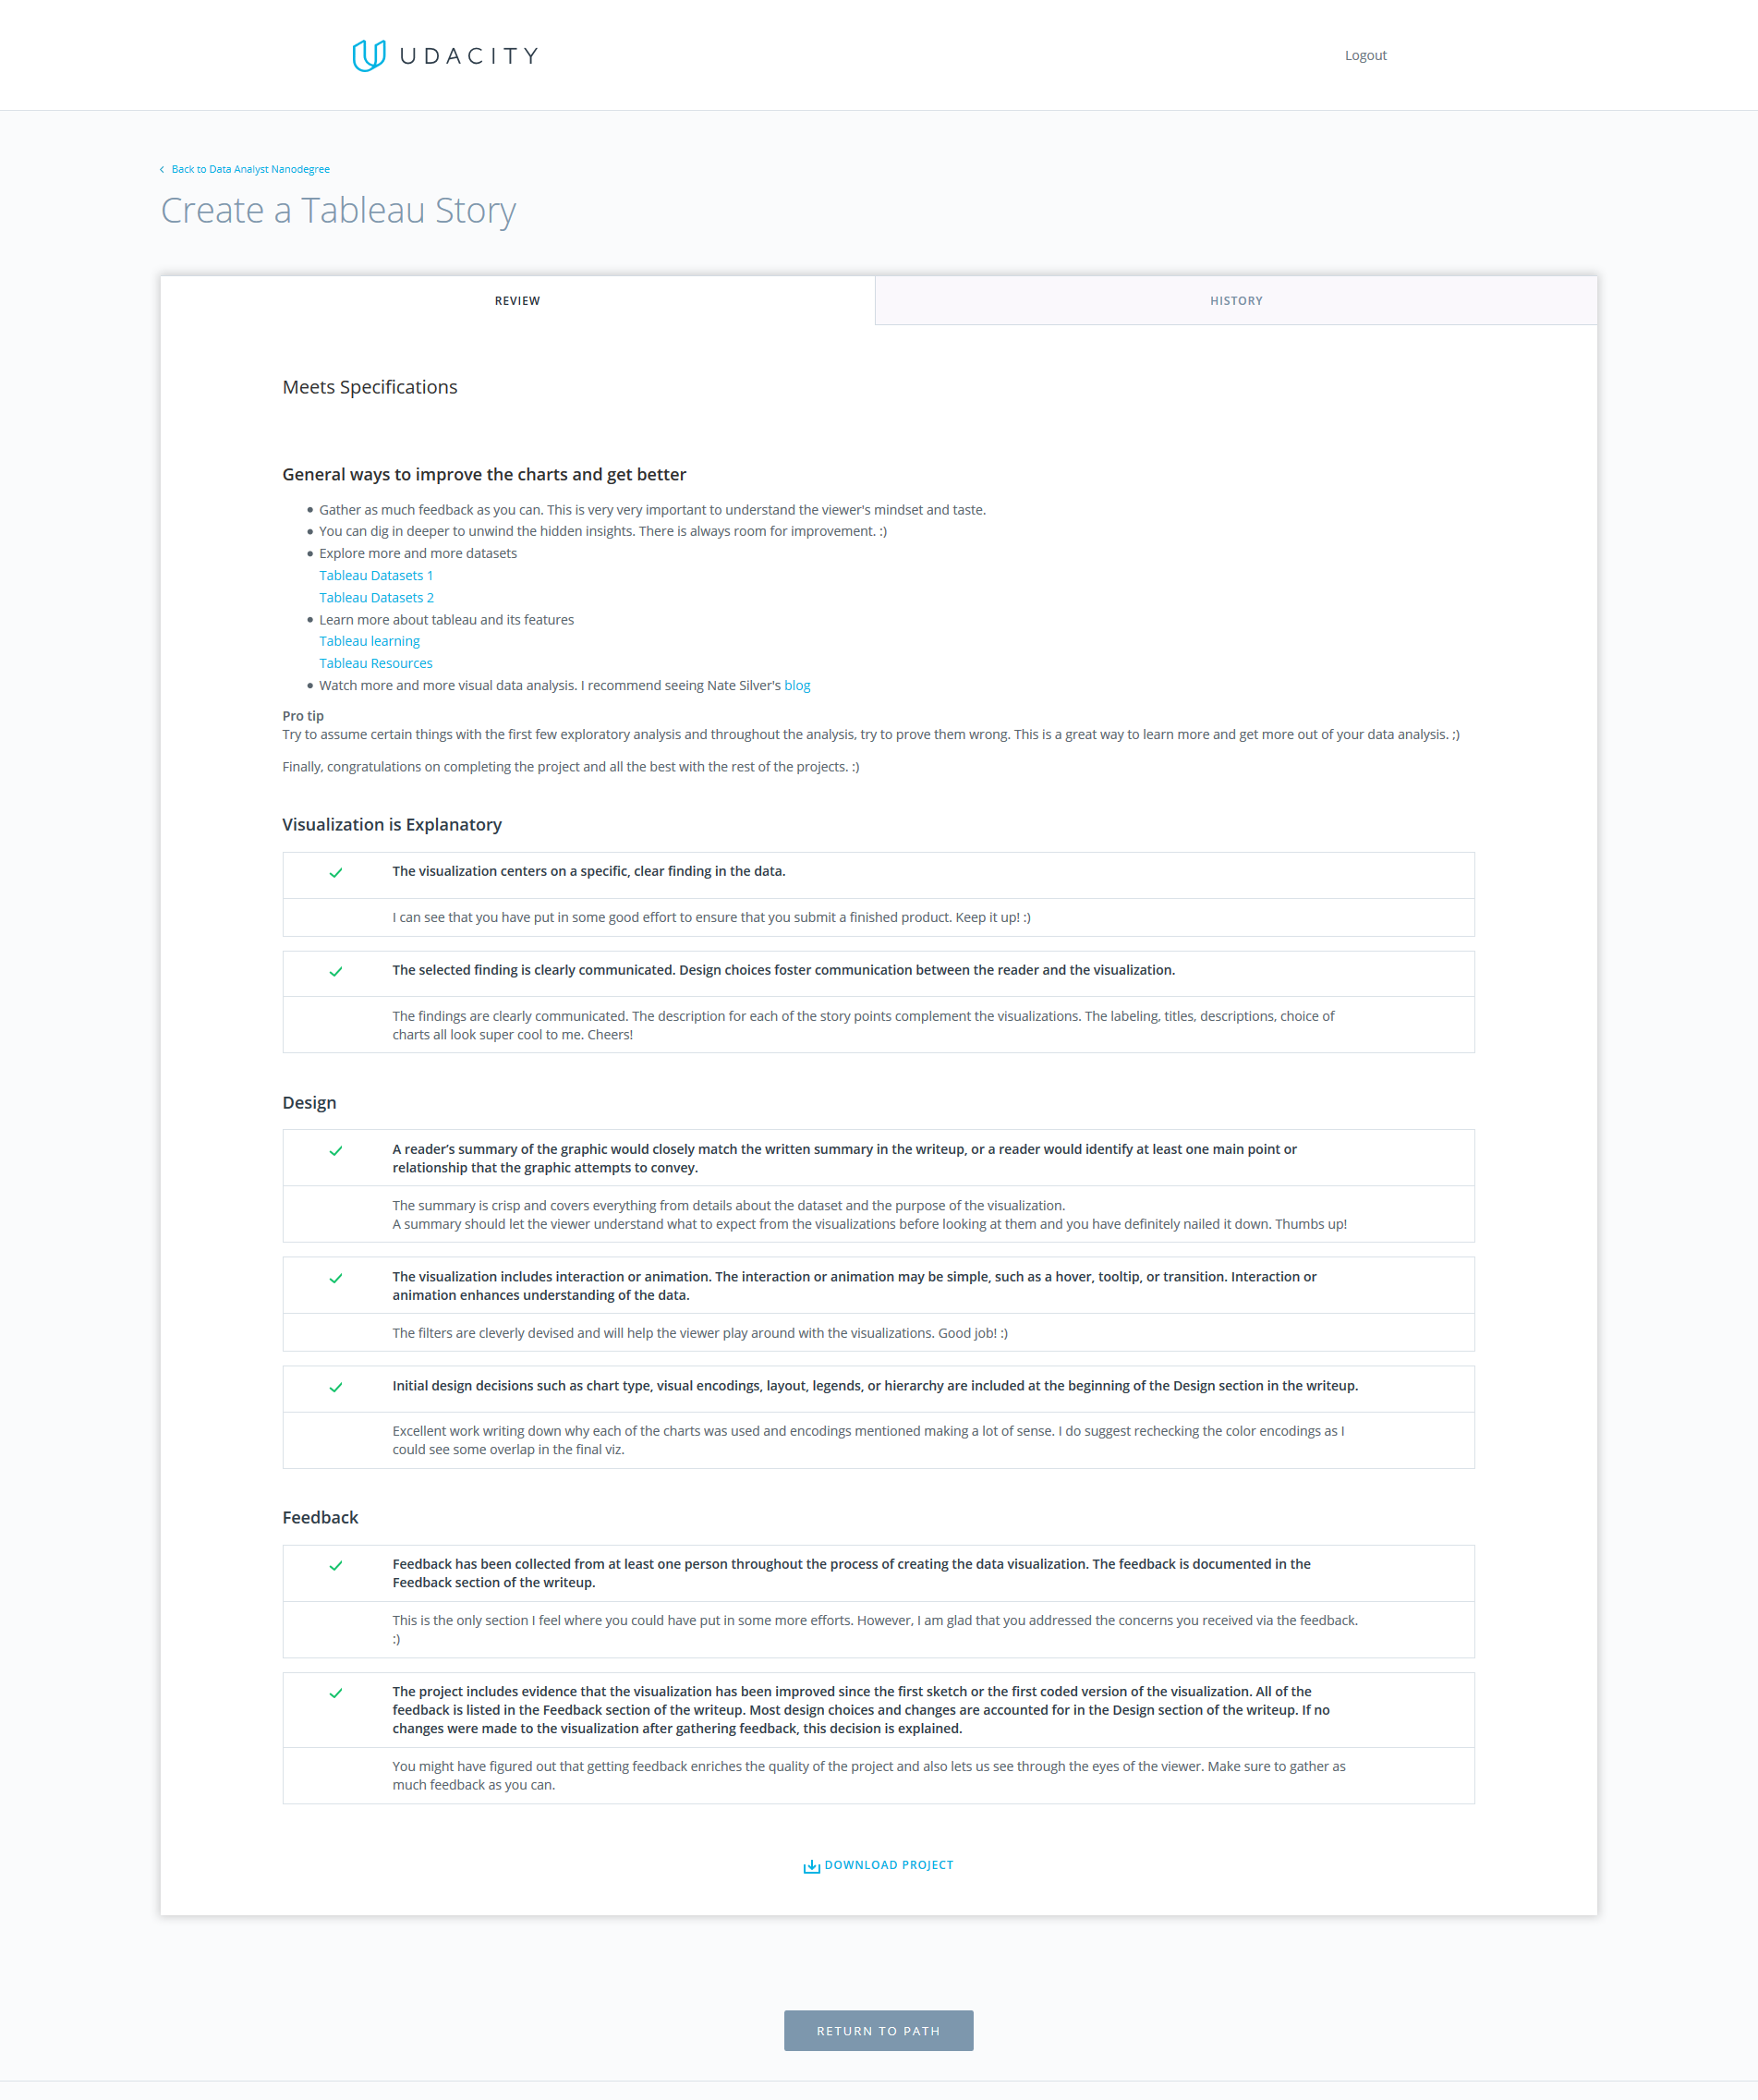 UDACITY
Logout
Back to Data Analyst Nanodegree
Create a Tableau Story
REVIEW
HISTORY
Meets Specifications
General ways to improve the charts and get better
Gather as much feedback as you can. This is very very important to understand the viewer's mindset and taste.
You can dig in deeper to unwind the hidden insights. There is always room for improvement. :)
Explore more and more datasets
Tableau Datasets 1
Tableau Datasets 2
Learn more about tableau and its features
Tableau learning
Tableau Resources
Watch more and more visual data analysis. I recommend seeing Nate Silver's blog
Pro tip
Try to assume certain things with the first few exploratory analysis and throughout the analysis, try to prove them wrong. This is a great way to learn more and get more out of your data analysis. ;)
Finally, congratulations on completing the project and all the best with the rest of the projects. :)
Visualization is Explanatory
The visualization centers on a specific, clear finding in the data.
I can see that you have put in some good effort to ensure that you submit a finished product. Keep it up! :)
The selected finding is clearly communicated. Design choices foster communication between the reader and the visualization.
The findings are clearly communicated. The description for each of the story points complement the visualizations. The labeling, titles, descriptions, choice of
charts all look super cool to me. Cheers!
Design
A reader's summary of the graphic would closely match the written summary in the writeup, or a reader would identify at least one main point or
relationship that the graphic attempts to convey.
The summary is crisp and covers everything from details about the dataset and the purpose of the visualization.
A summary should let the viewer understand what to expect from the visualizations before looking at them and you have definitely nailed it down. Thumbs up!
The visualization includes interaction or animation. The interaction or animation may be simple, such as a hover, tooltip, or transition. Interaction or
animation enhances understanding of the data.
The filters are cleverly devised and will help the viewer play around with the visualizations. Good job! :)
Initial design decisions such as chart type, visual encodings, layout, legends, or hierarchy are included at the beginning of the Design section in the writeup.
Excellent work writing down why each of the charts was used and encodings mentioned making a lot of sense. I do suggest rechecking the color encodings as I
could see some overlap in the final viz.
Feedback
Feedback has been collected from at least one person throughout the process of creating the data visualization. The feedback is documented in the
Feedback section of the writeup.
This is the only section I feel where you could have put in some more efforts. However, I am glad that you addressed the concerns you received via the feedback.
:)
The project includes evidence that the visualization has been improved since the first sketch or the first coded version of the visualization. All of the
feedback is listed in the Feedback section of the writeup. Most design choices and changes are accounted for in the Design section of the writeup. If no
changes were made to the visualization after gathering feedback, this decision is explained.
You might have figured out that getting feedback enriches the quality of the project and also lets us see through the eyes of the viewer. Make sure to gather as
much feedback as you can.
DOWNLOAD PROJECT
RETURN TO PATH